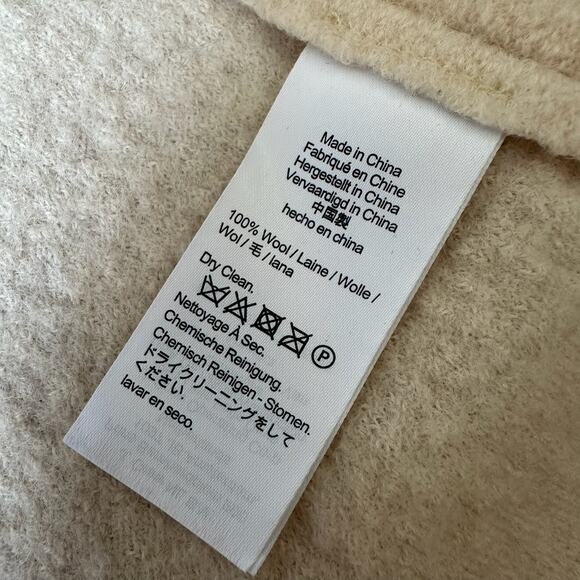 Made in China
Fabriqué en Chine
Hergestellt in China
Vervaardigd in China
中国製
hecho en china
100% Wool / Laine / Wolle /
Wol / 毛 / lana
Dry Clean.
P
Nettoyage À Sec.
Chemische Reinigung.
Chemisch Reinigen - Stomen.
ドライクリーニングをして
ください.
lavar en seco.